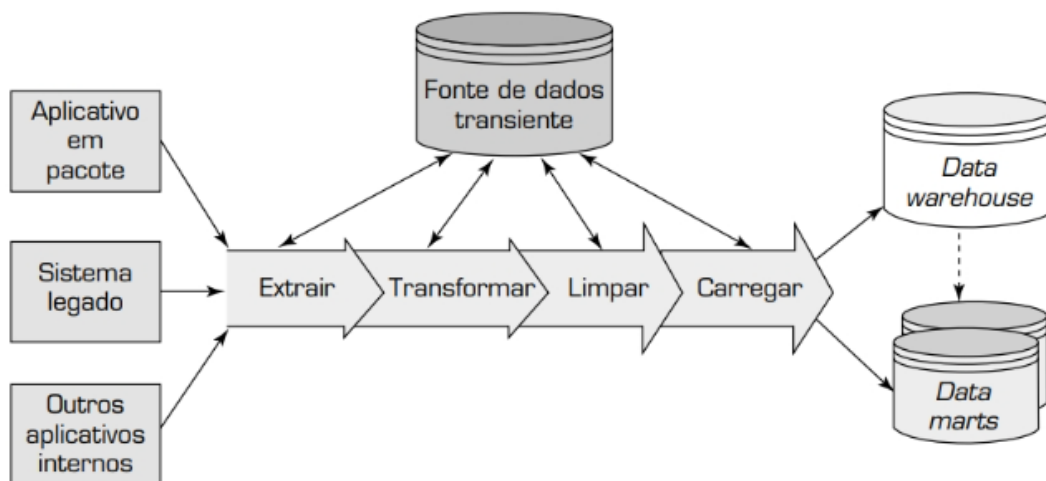 Fonte de dados
transiente
Aplicativo
em
pacote
Data
warehouse
Sistema
legado
Extrair
Transformar
Limpar
Carregar
Outros
aplicativos
internos
Data
marts